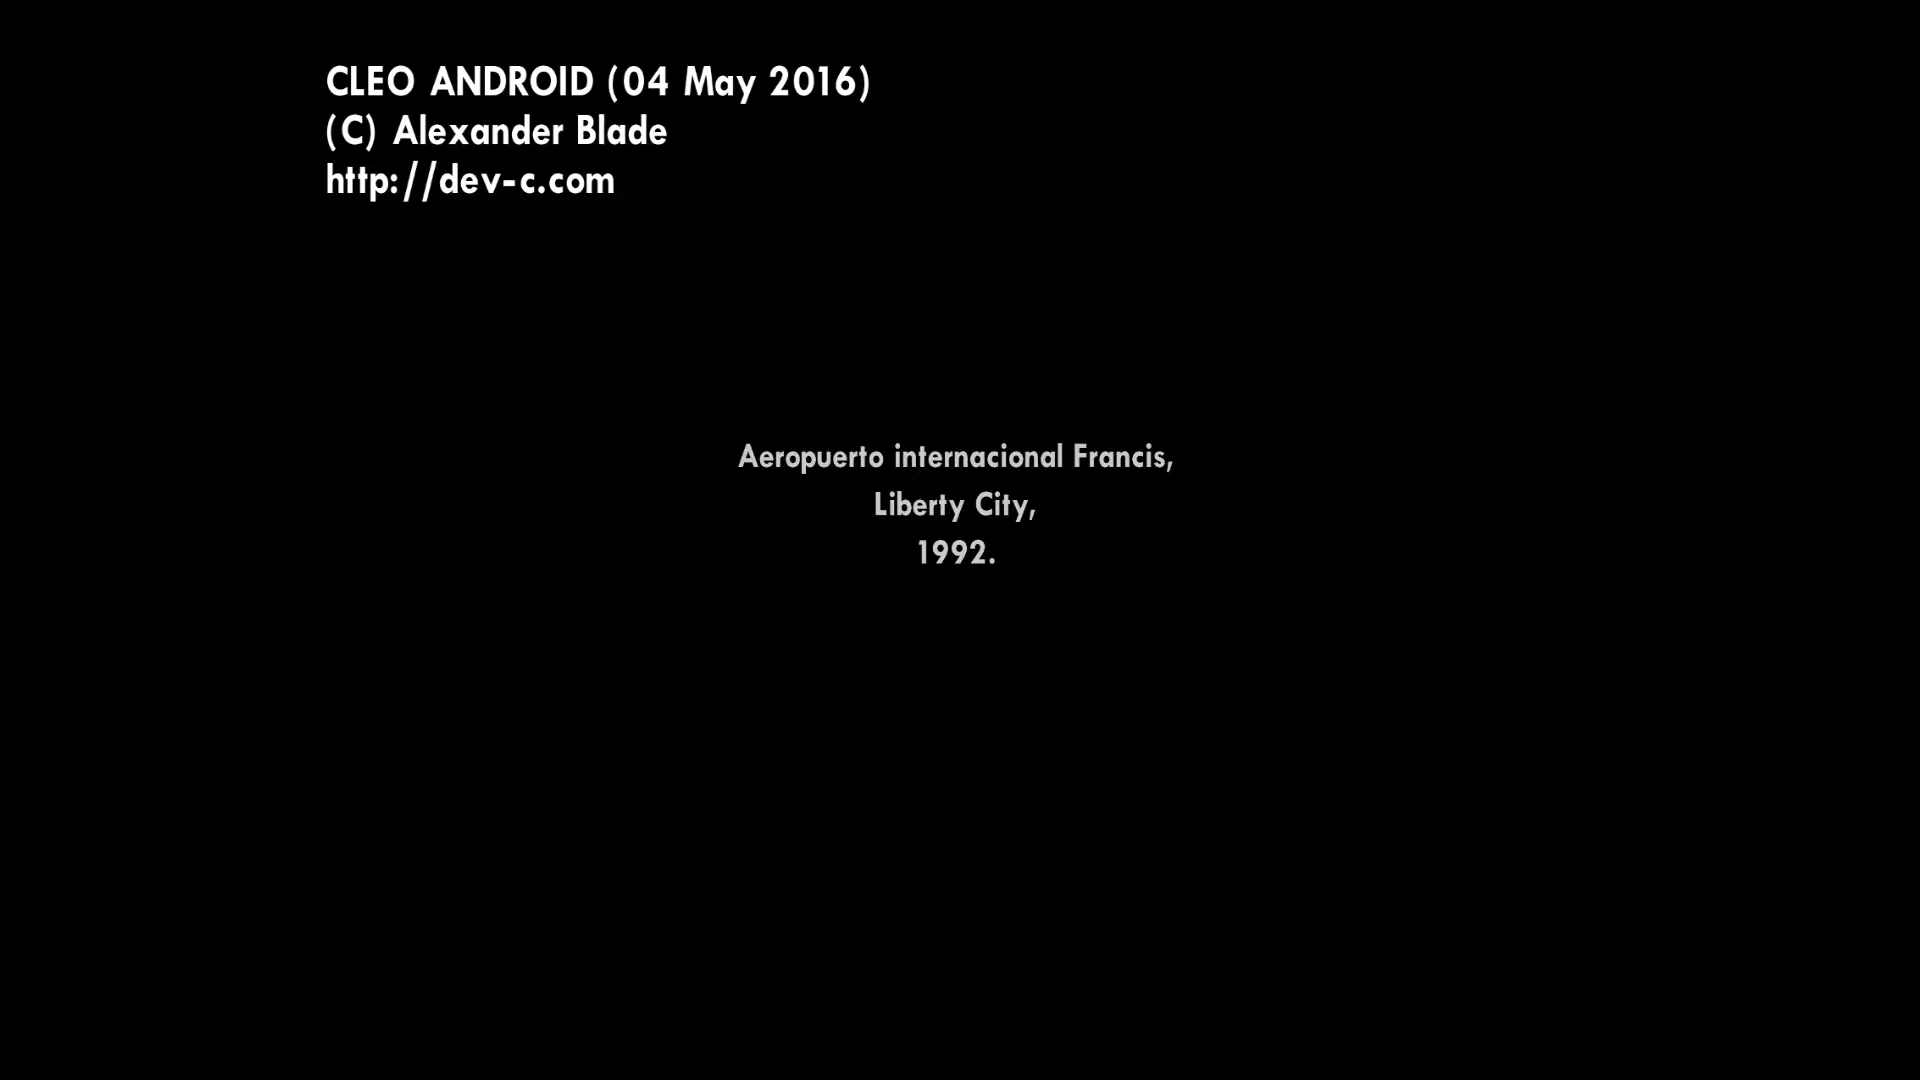 CLEO ANDROID (04 May 2016)
(C) Alexander Blade
http://dev-c.com
Aeropuerto internacional Francis,
Liberty City,
1992.